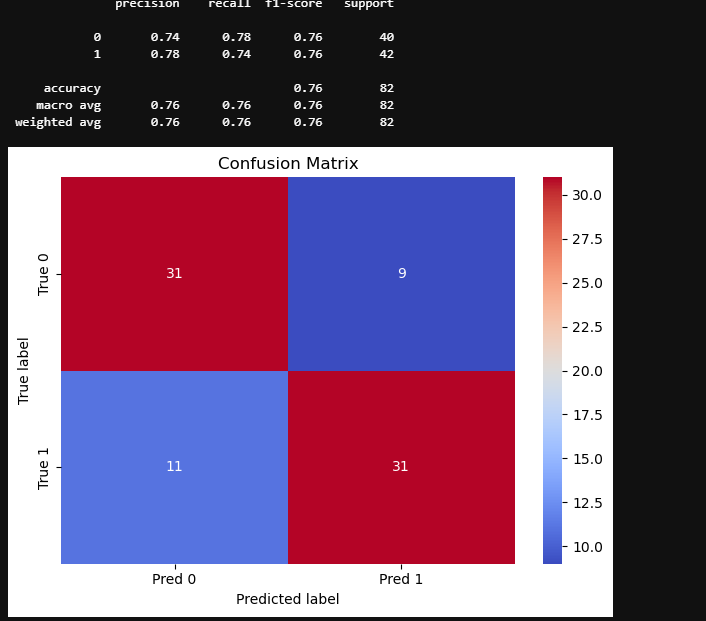 precision recall f1-score support
0 0.74 0.78 0.76 40
1 0.78 0.74 0.76 42
accuracy 0.76 82
macro avg 0.76 0.76 0.76 82
weighted avg 0.76 0.76 0.76 82
Confusion Matrix
True label
True 0
31
9
True 1
11
31
Pred 0
Pred 1
Predicted label
30.0
27.5
25.0
22.5
20.0
17.5
15.0
12.5
10.0